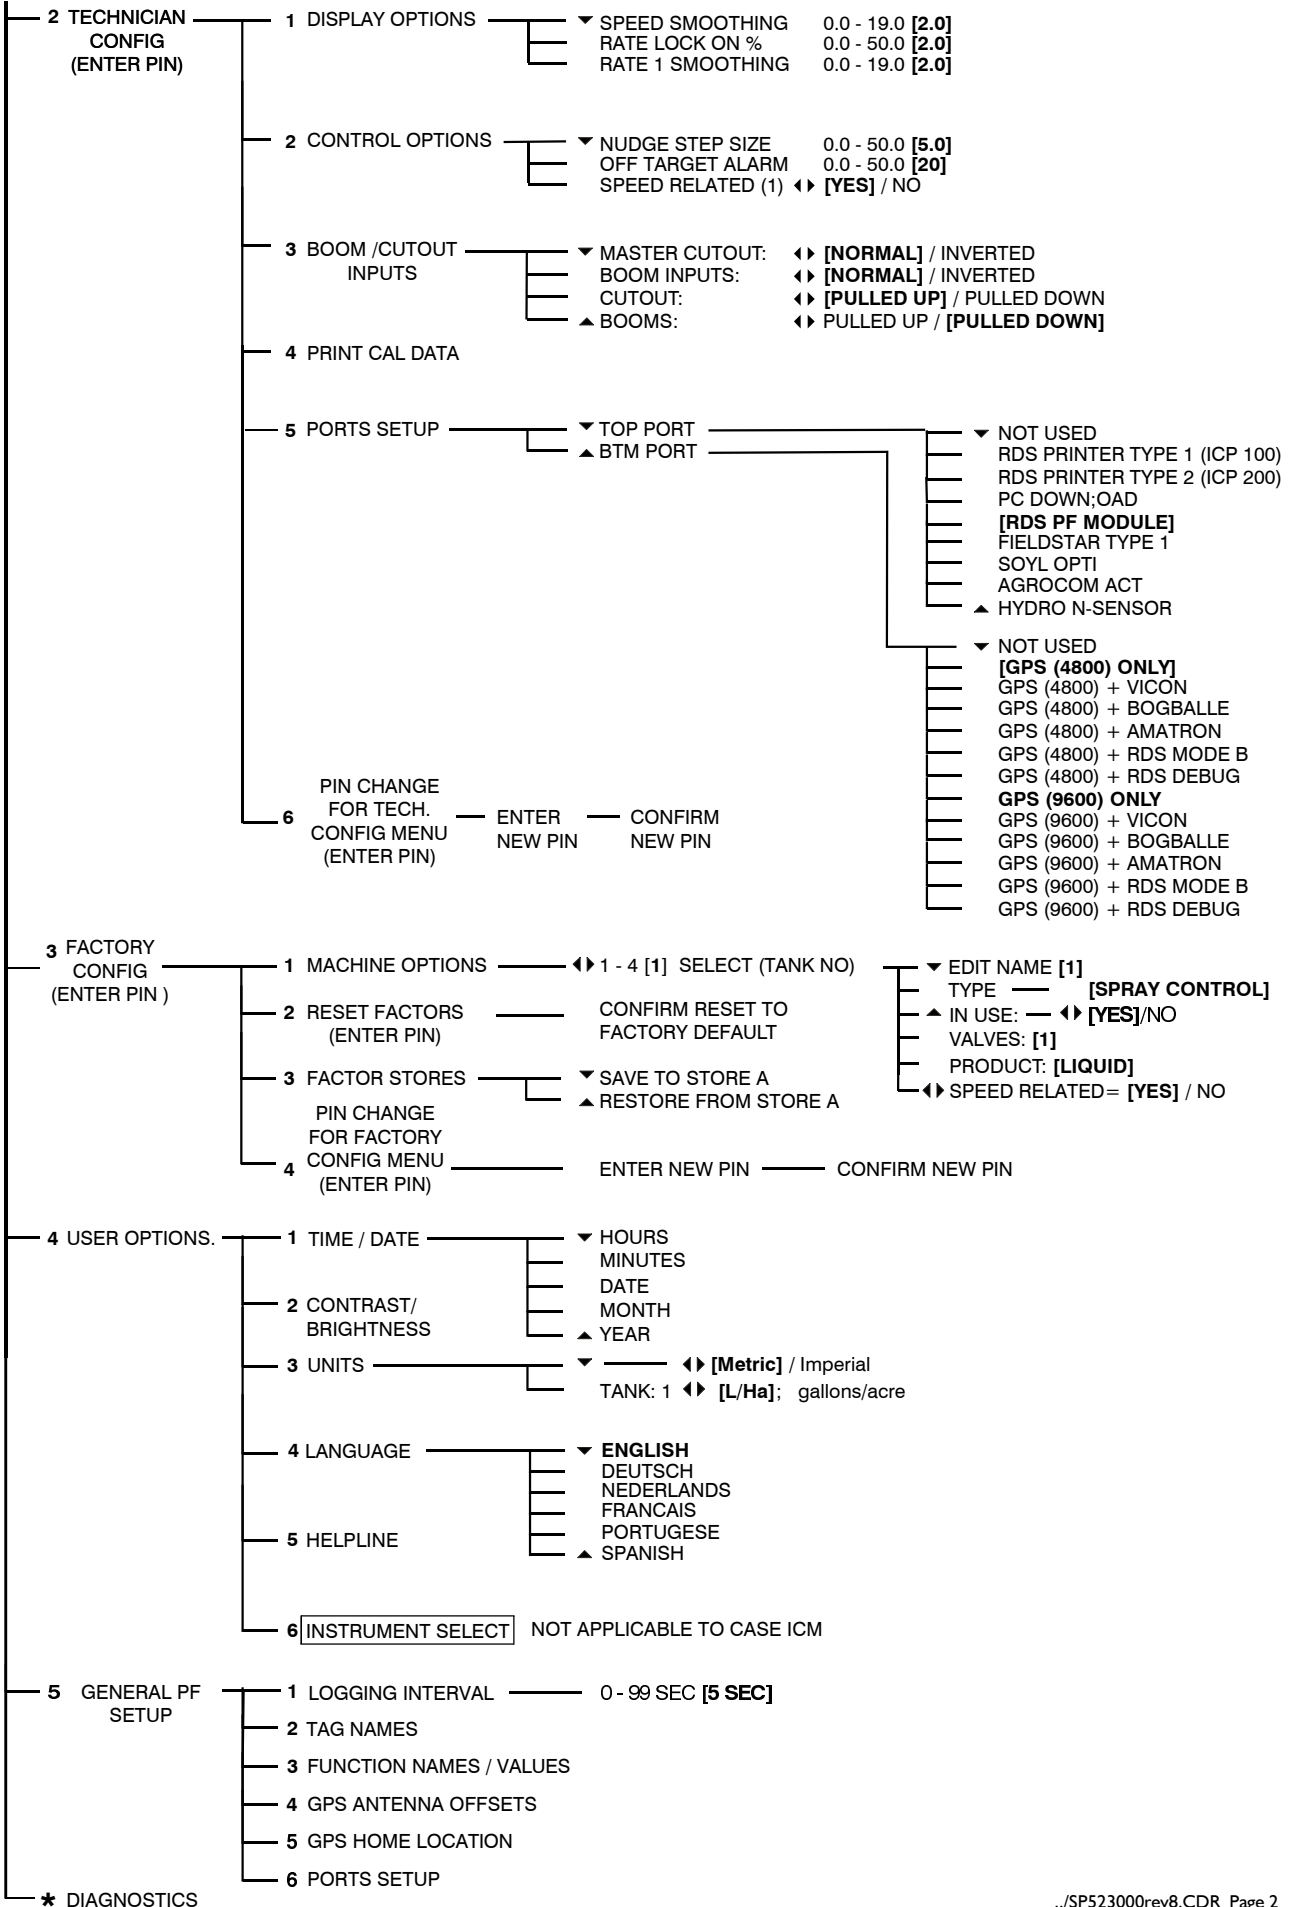 2 TECHNICIAN
CONFIG
(ENTER PIN)
1 DISPLAY OPTIONS
SPEED SMOOTHING 0.0 - 19.0 [2.0]
RATE LOCK ON % 0.0 - 50.0 [2.0]
RATE 1 SMOOTHING 0.0 - 19.0 [2.0]
2 CONTROL OPTIONS
NUDGE STEP SIZE 0.0 - 50.0 [5.0]
OFF TARGET ALARM 0.0 - 50.0 [20]
SPEED RELATED (1) [YES] / NO
3 BOOM /CUTOUT
INPUTS
MASTER CUTOUT: [NORMAL] / INVERTED
BOOM INPUTS: [NORMAL] / INVERTED
CUTOUT: [PULLED UP] / PULLED DOWN
BOOMS: PULLED UP / [PULLED DOWN]
4 PRINT CAL DATA
5 PORTS SETUP
TOP PORT
BTM PORT
NOT USED
RDS PRINTER TYPE 1 (ICP 100)
RDS PRINTER TYPE 2 (ICP 200)
PC DOWN;OAD
[RDS PF MODULE]
FIELDSTAR TYPE 1
SOYL OPTI
AGROCOM ACT
HYDRO N-SENSOR
NOT USED
[GPS (4800) ONLY]
GPS (4800) + VICON
GPS (4800) + BOGBALLE
GPS (4800) + AMATRON
GPS (4800) + RDS MODE B
GPS (4800) + RDS DEBUG
GPS (9600) ONLY
GPS (9600) + VICON
GPS (9600) + BOGBALLE
GPS (9600) + AMATRON
GPS (9600) + RDS MODE B
GPS (9600) + RDS DEBUG
6 PIN CHANGE
FOR TECH.
CONFIG MENU
(ENTER PIN)
ENTER
NEW PIN
CONFIRM
NEW PIN
3 FACTORY
CONFIG
(ENTER PIN )
1 MACHINE OPTIONS
1 - 4 [1] SELECT (TANK NO)
EDIT NAME [1]
TYPE [SPRAY CONTROL]
IN USE: [YES]/NO
VALVES: [1]
PRODUCT: [LIQUID]
SPEED RELATED= [YES] / NO
2 RESET FACTORS
(ENTER PIN)
CONFIRM RESET TO
FACTORY DEFAULT
3 FACTOR STORES
SAVE TO STORE A
RESTORE FROM STORE A
4 PIN CHANGE
FOR FACTORY
CONFIG MENU
(ENTER PIN)
ENTER NEW PIN
CONFIRM NEW PIN
4 USER OPTIONS.
1 TIME / DATE
HOURS
MINUTES
DATE
MONTH
YEAR
2 CONTRAST/
BRIGHTNESS
3 UNITS
[Metric] / Imperial
TANK: 1 [L/Ha]; gallons/acre
4 LANGUAGE
ENGLISH
DEUTSCH
NEDERLANDS
FRANCAIS
PORTUGESE
SPANISH
5 HELPLINE
6 INSTRUMENT SELECT NOT APPLICABLE TO CASE ICM
5 GENERAL PF
SETUP
1 LOGGING INTERVAL 0 - 99 SEC [5 SEC]
2 TAG NAMES
3 FUNCTION NAMES / VALUES
4 GPS ANTENNA OFFSETS
5 GPS HOME LOCATION
6 PORTS SETUP
* DIAGNOSTICS
../SP523000rev8.CDR Page 2